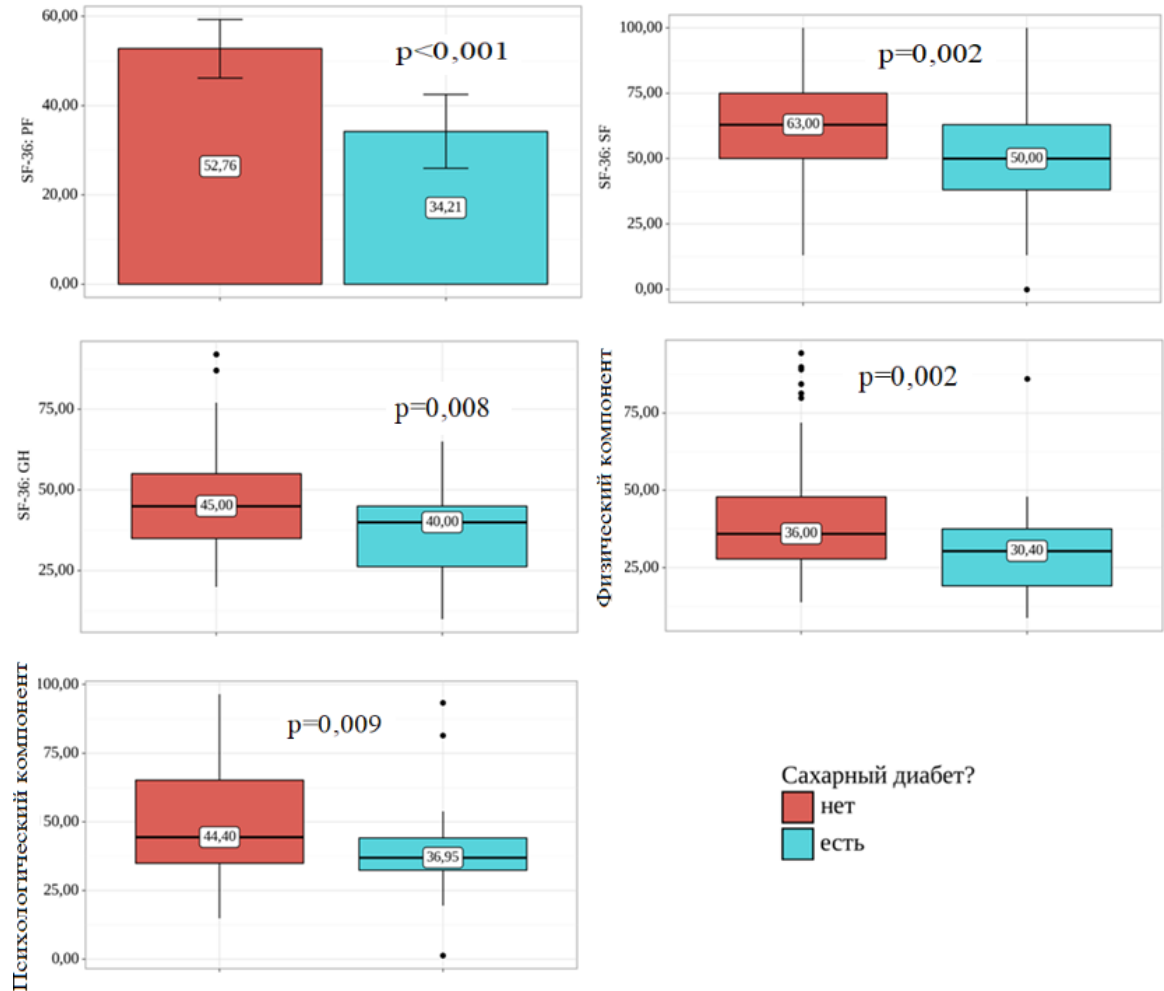 60,00
40,00
20,00
0,00
SF-36: PF
p<0,001
52,76
34,21
100,00
75,00
50,00
25,00
0,00
SF-36: SF
p=0,002
63,00
50,00
75,00
50,00
25,00
SF-36: GH
p=0,008
45,00
40,00
75,00
50,00
25,00
Физический компонент
p=0,002
36,00
30,40
100,00
75,00
50,00
25,00
0,00
Психологический компонент
p=0,009
44,40
36,95
Сахарный диабет?
нет
есть